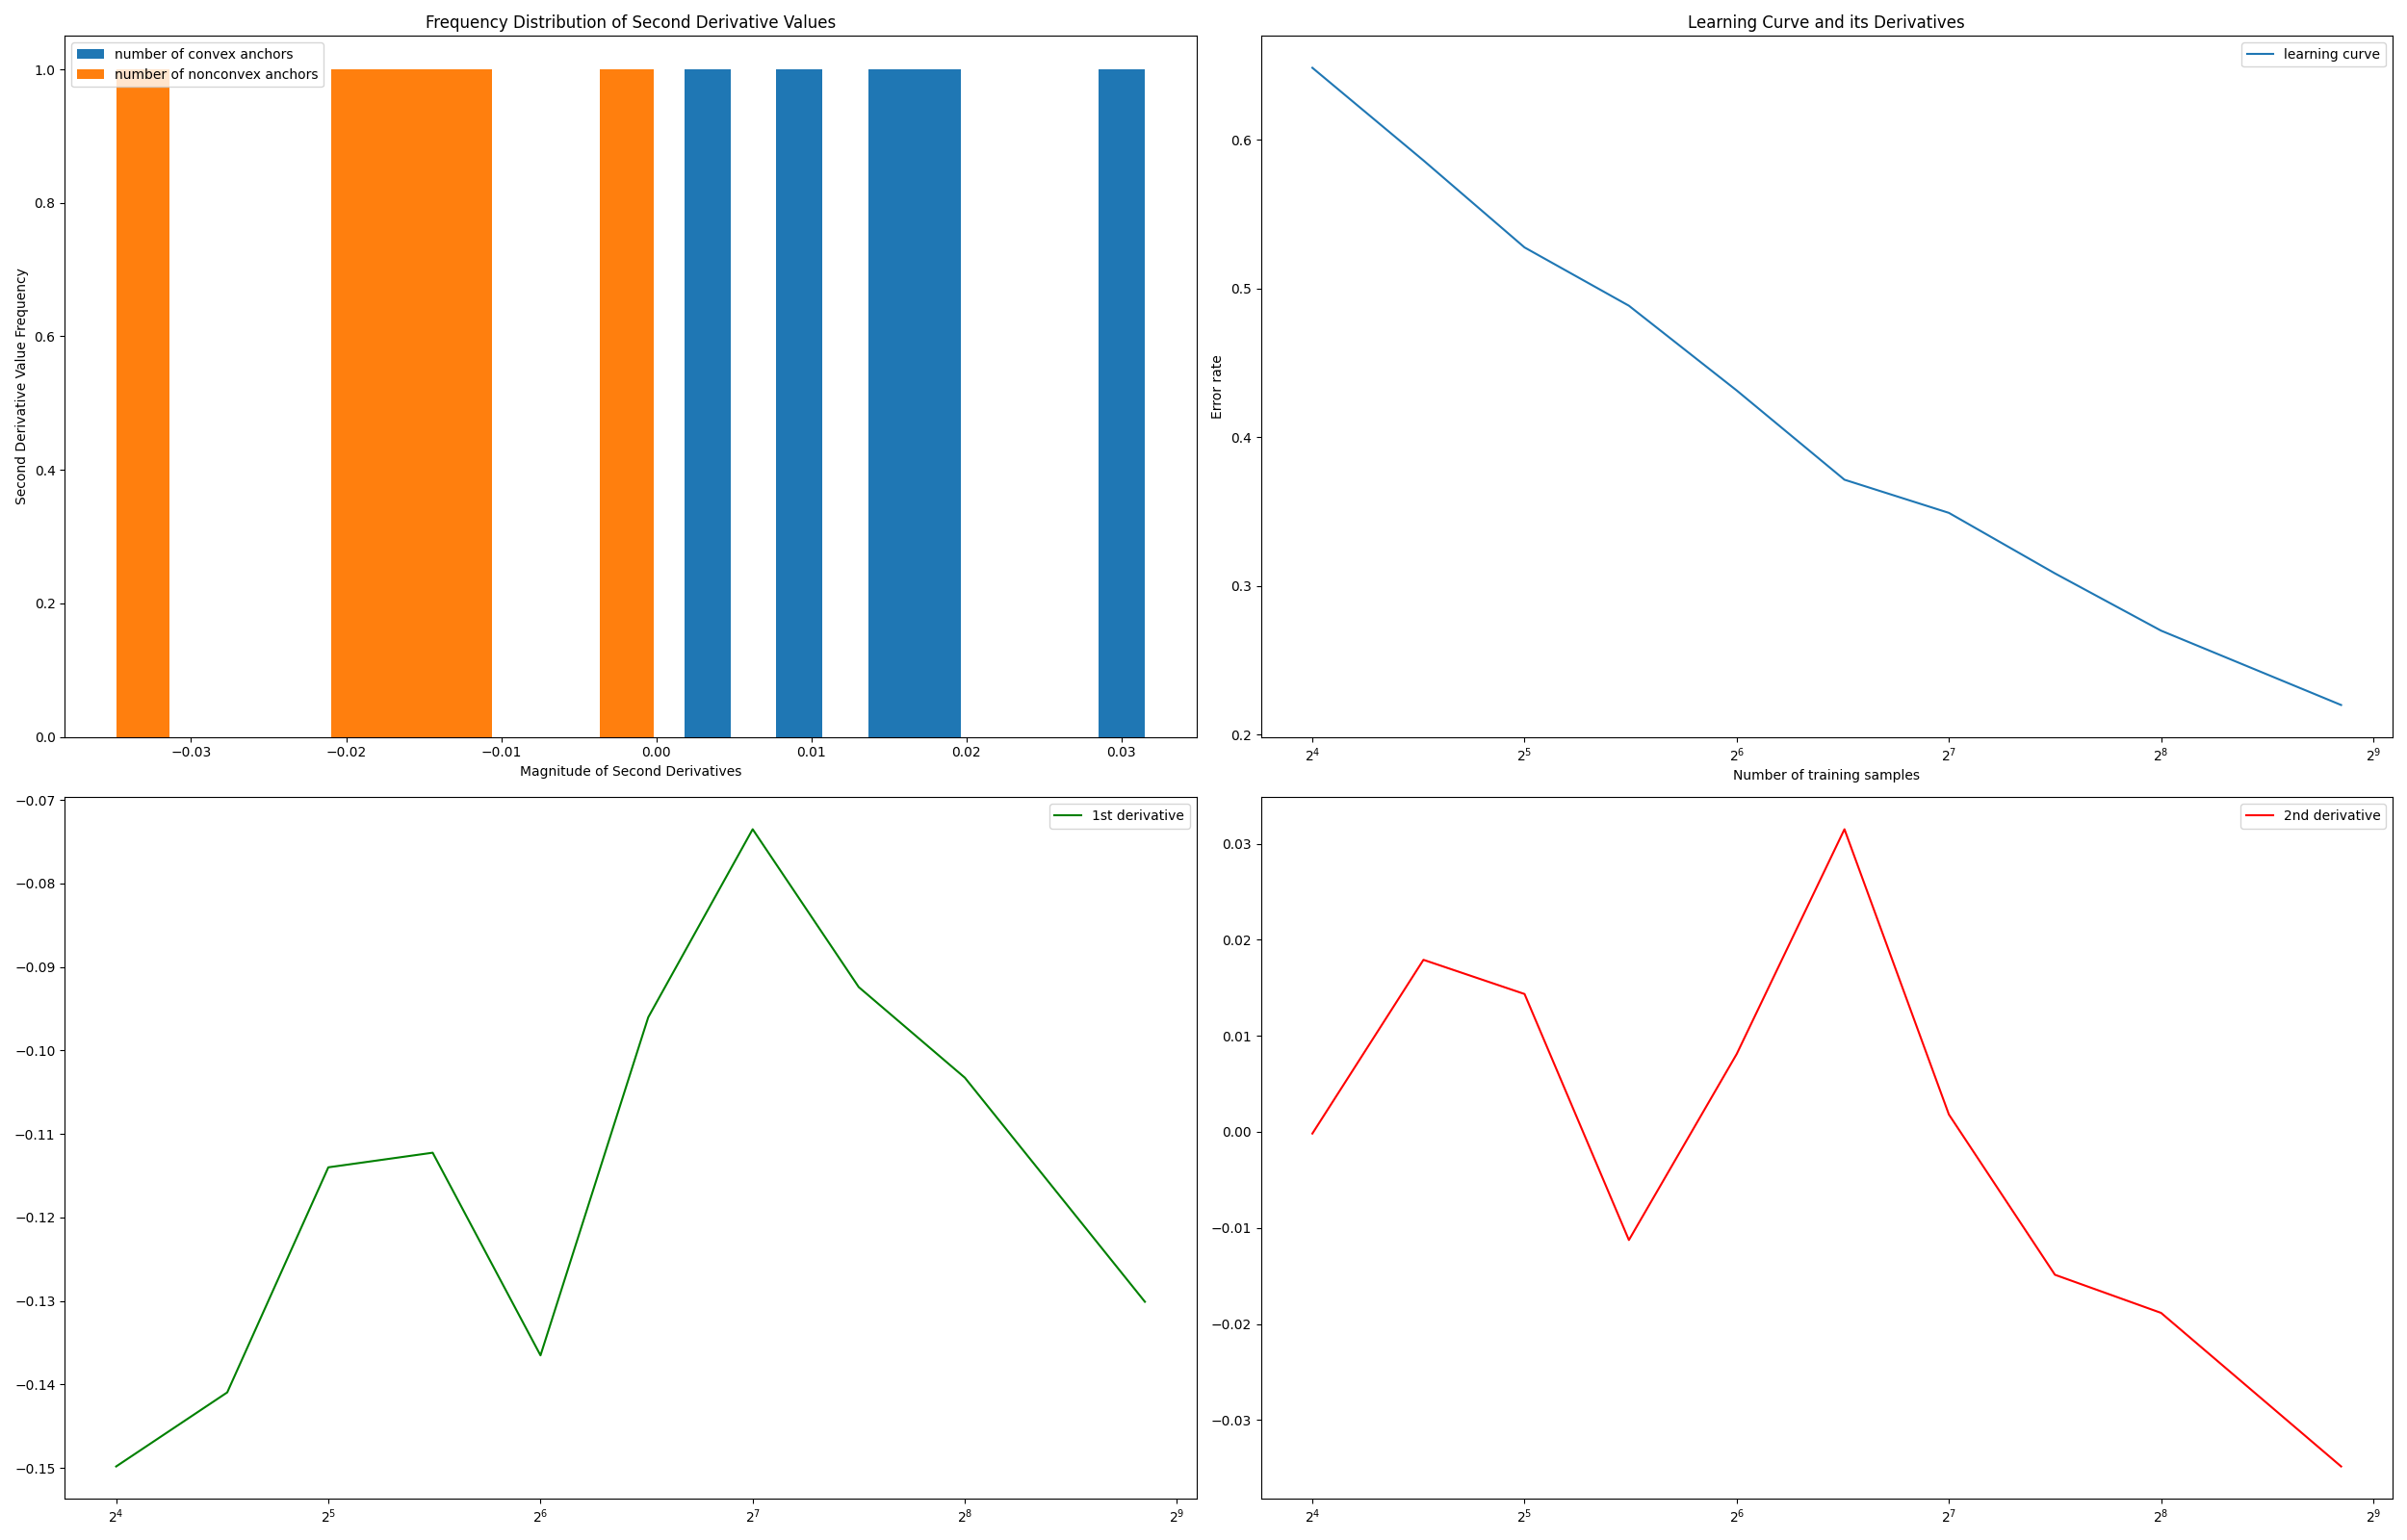 Frequency Distribution of Second Derivative Values
number of convex anchors
number of nonconvex anchors
1.0
0.8
0.6
0.4
0.2
0.0
Second Derivative Value Frequency
−0.03 −0.02 −0.01 0.00 0.01 0.02 0.03
Magnitude of Second Derivatives
Learning Curve and its Derivatives
learning curve
0.6
0.5
0.4
0.3
0.2
Error rate
2⁴ 2⁵ 2⁶ 2⁷ 2⁸ 2⁹
Number of training samples
1st derivative
−0.07
−0.08
−0.09
−0.10
−0.11
−0.12
−0.13
−0.14
−0.15
2⁴ 2⁵ 2⁶ 2⁷ 2⁸ 2⁹
2nd derivative
0.03
0.02
0.01
0.00
−0.01
−0.02
−0.03
2⁴ 2⁵ 2⁶ 2⁷ 2⁸ 2⁹